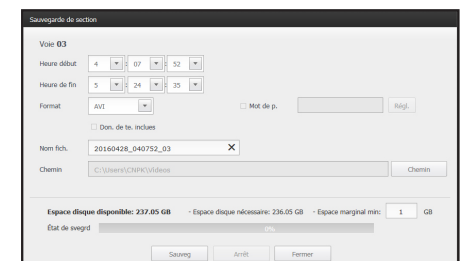 Sauvegarde de section
Voie 03
Heure début 4 : 07 : 52
Heure de fin 5 : 24 : 35
Format AVI Mot de p. Régl.
Don. de te. inclues
Nom fich. 20160428_040752_03
Chemin C:\Users\CNPK\Videos Chemin
Espace disque disponible: 237.05 GB - Espace disque nécessaire: 236.05 GB - Espace marginal min: 1 GB
État de svegrd 0%
Sauveg Arrêt Fermer